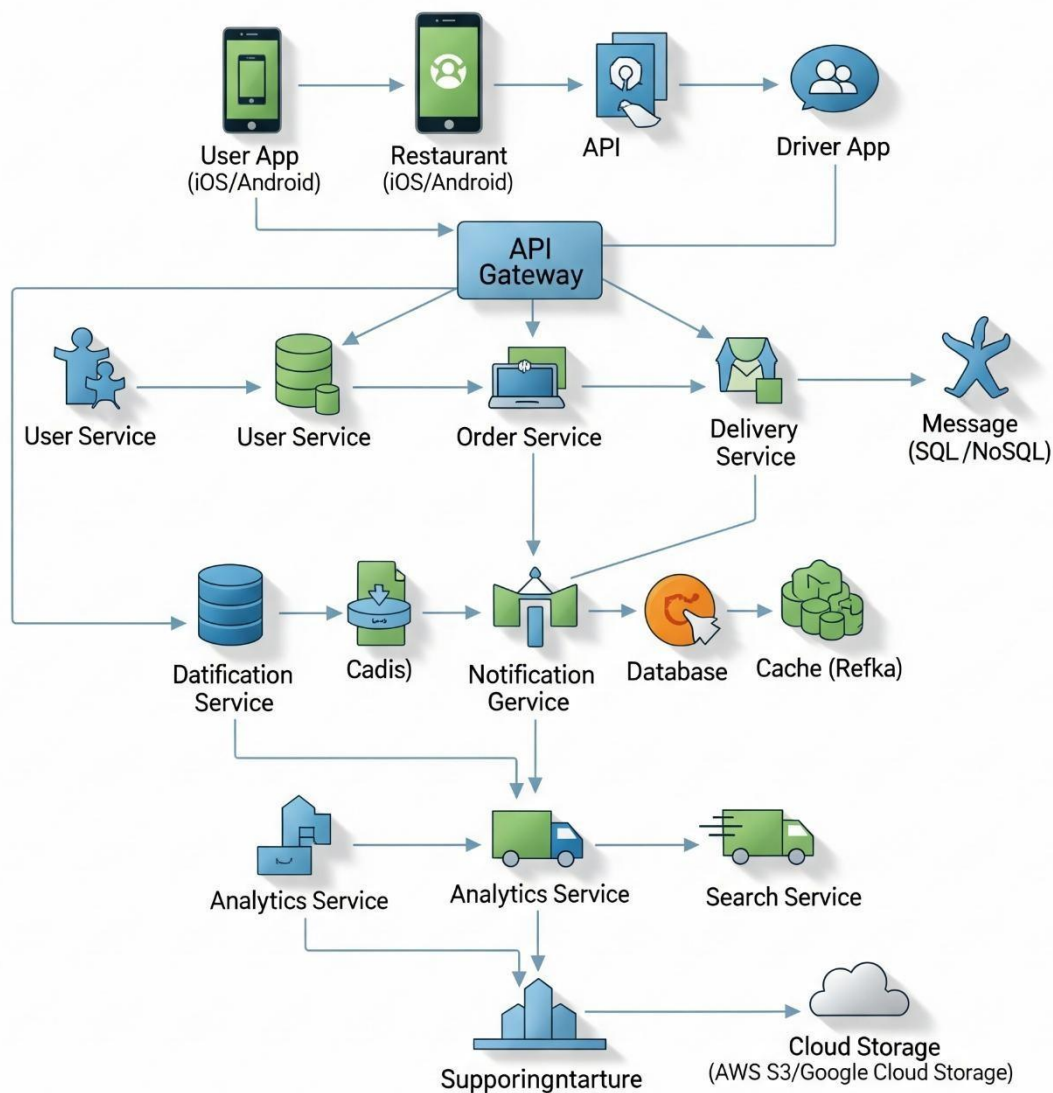 User App
(iOS/Android)
Restaurant
(iOS/Android)
API
Driver App
API
Gateway
User Service
User Service
Order Service
Delivery
Service
Message
(SQL/NoSQL)
Datification
Service
Cadis)
Notification
Gervice
Database
Cache (Refka)
Analytics Service
Analytics Service
Search Service
Supporingntarture
Cloud Storage
(AWS S3/Google Cloud Storage)